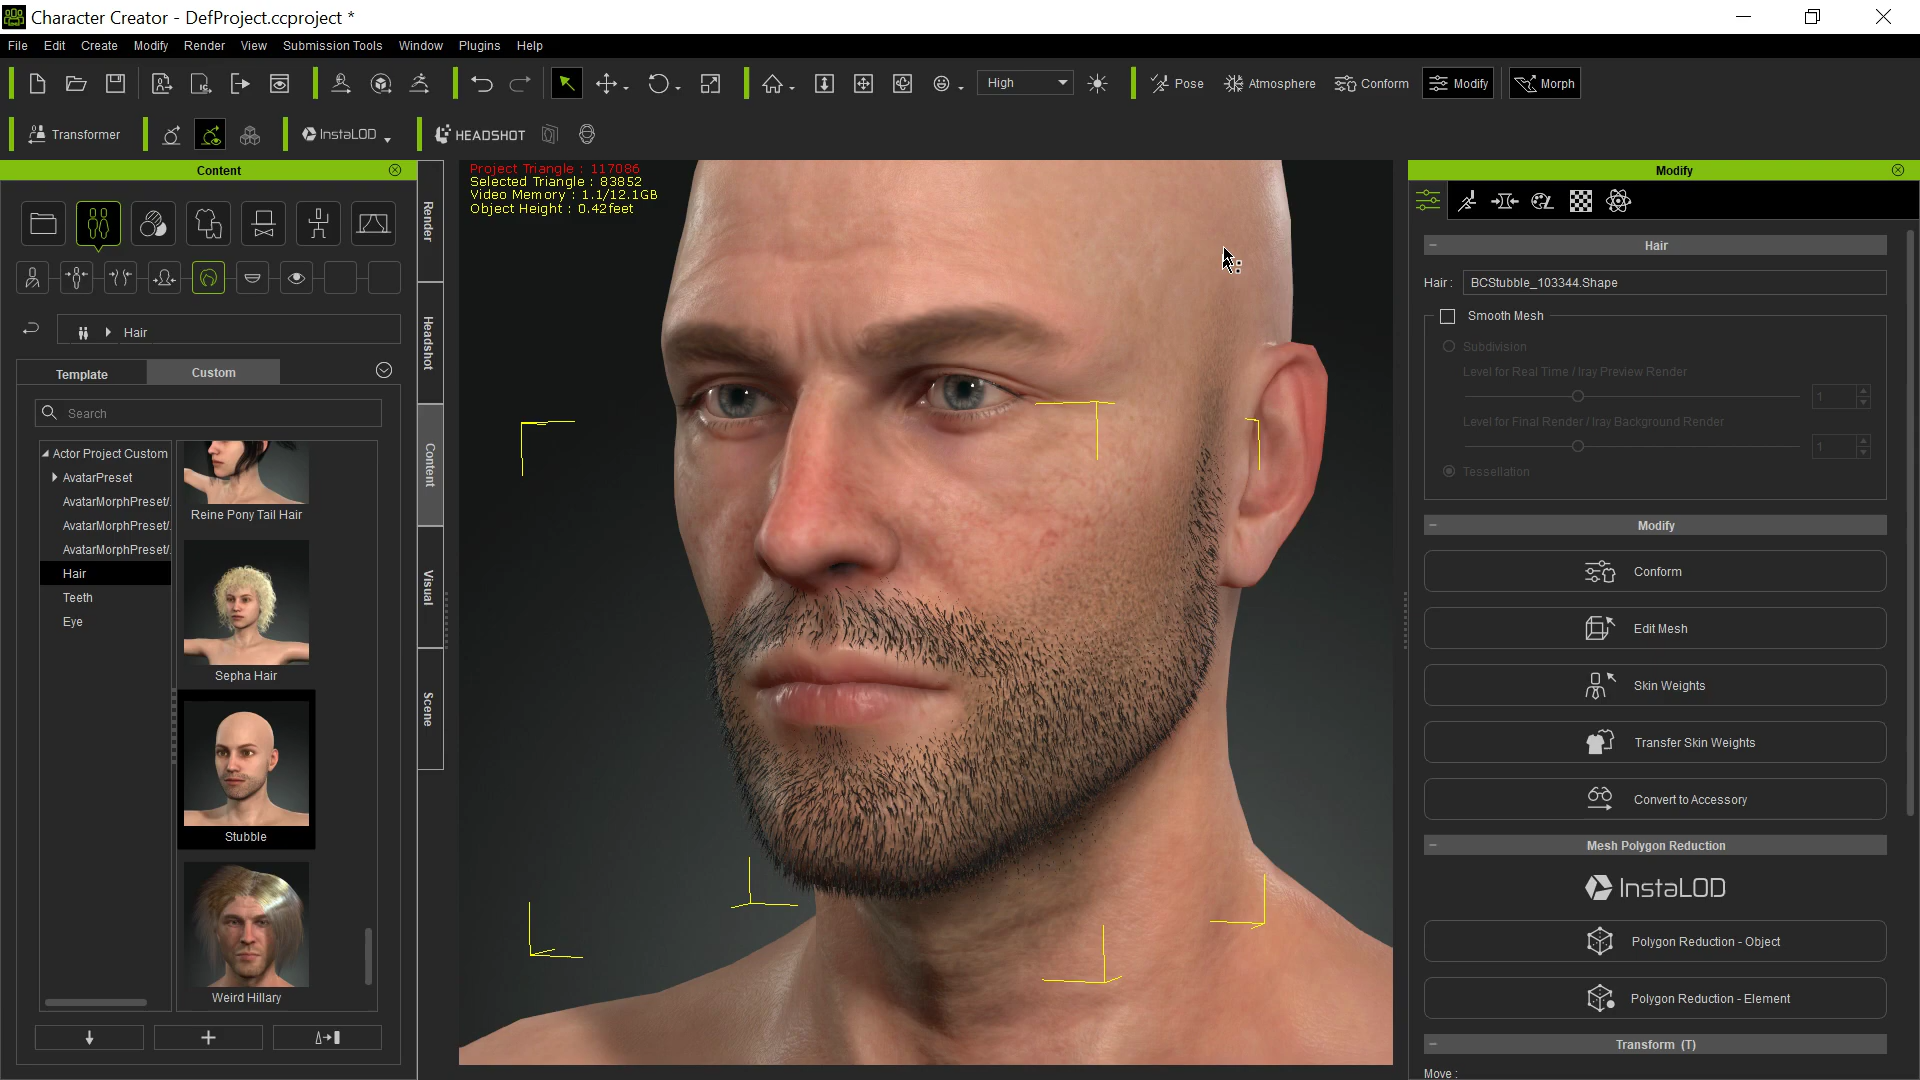 Character Creator - DefProject.ccproject *
File Edit Create Modify Render View Submission Tools Window Plugins Help
High
Pose
Atmosphere
Conform
Modify
Morph
Transformer
InstaLOD
HEADSHOT
Content
Hair
Template
Custom
Search
Actor Project Custom
AvatarPreset
AvatarMorphPreset/.
AvatarMorphPreset/.
AvatarMorphPreset/.
Hair
Teeth
Eye
Reine Pony Tail Hair
Sepha Hair
Stubble
Weird Hillary
Render
Headshot
Content
Visual
Scene
Project Triangle : 117086
Selected Triangle : 83852
Video Memory : 1.1/12.1GB
Object Height : 0.42feet
Modify
Hair
Hair : BCStubble_103344.Shape
Smooth Mesh
Subdivision
Level for Real Time / Iray Preview Render
1
Level for Final Render / Iray Background Render
1
Tessellation
Modify
Conform
Edit Mesh
Skin Weights
Transfer Skin Weights
Convert to Accessory
Mesh Polygon Reduction
InstaLOD
Polygon Reduction - Object
Polygon Reduction - Element
Transform (T)
Move :